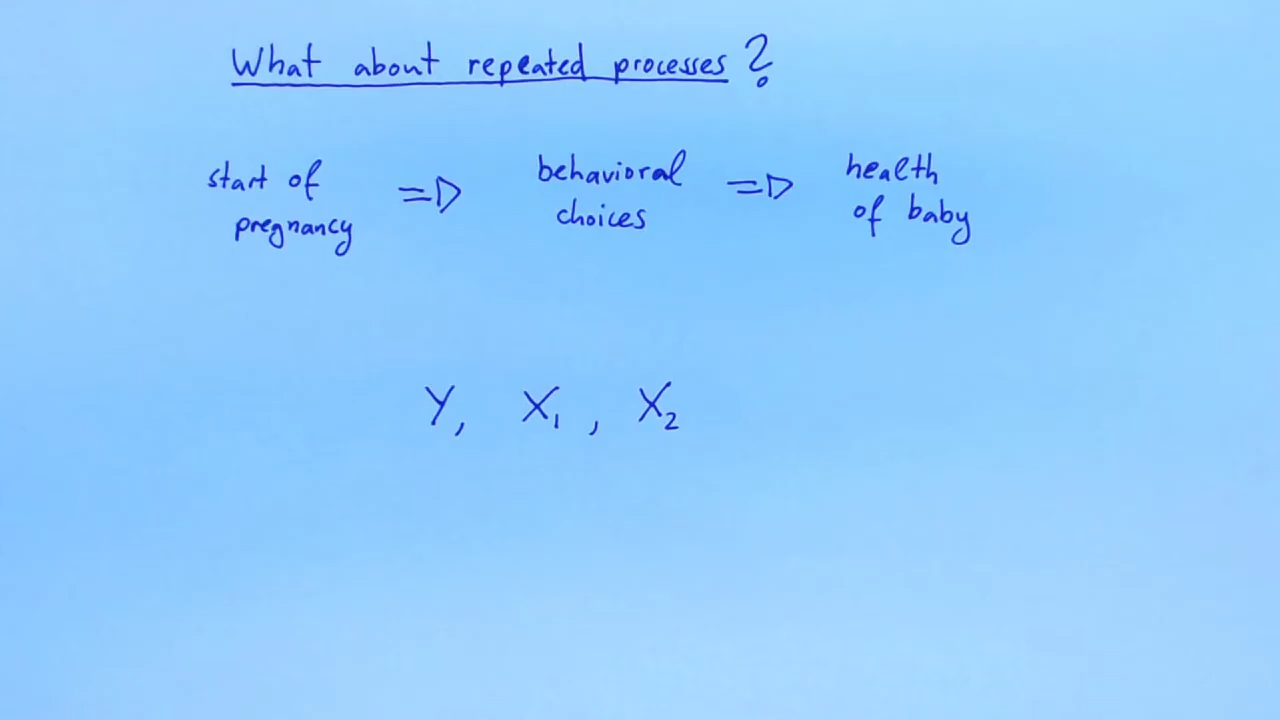 What about repeated processes?
start of pregnancy => behavioral choices => health of baby
Y, X₁, X₂